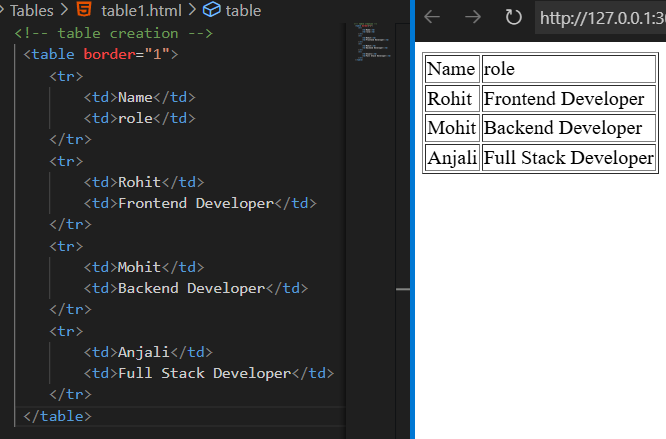 Tables > table1.html > table
<!-- table creation -->
<table border="1">
<tr>
<td>Name</td>
<td>role</td>
</tr>
<tr>
<td>Rohit</td>
<td>Frontend Developer</td>
</tr>
<tr>
<td>Mohit</td>
<td>Backend Developer</td>
</tr>
<tr>
<td>Anjali</td>
<td>Full Stack Developer</td>
</tr>
</table>
http://127.0.0.1:3
Name role
Rohit Frontend Developer
Mohit Backend Developer
Anjali Full Stack Developer